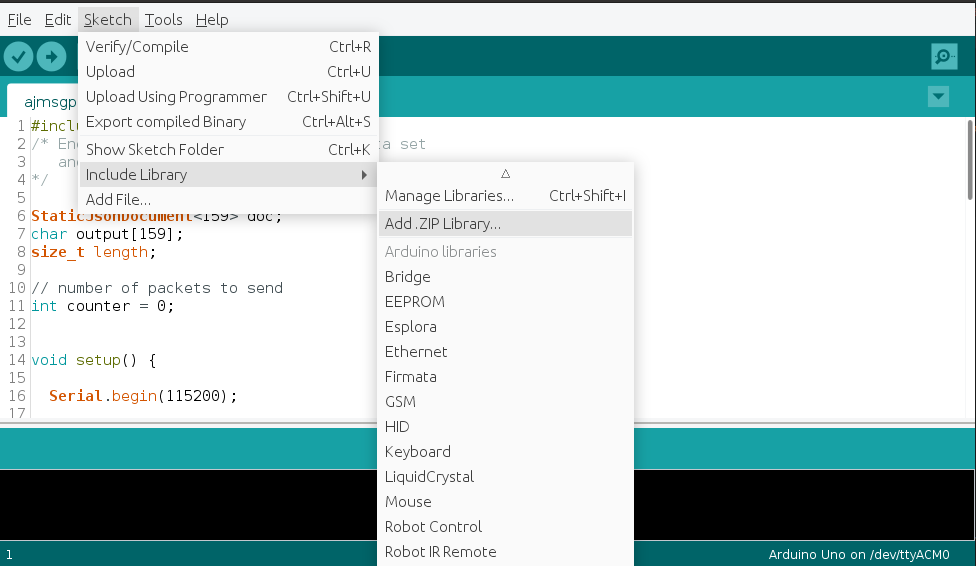 File Edit Sketch Tools Help
Verify/Compile Ctrl+R
Upload Ctrl+U
Upload Using Programmer Ctrl+Shift+U
Export compiled Binary Ctrl+Alt+S
Show Sketch Folder Ctrl+K
Include Library
Add File...
Manage Libraries... Ctrl+Shift+I
Add .ZIP Library...
Arduino libraries
Bridge
EEPROM
Esplora
Ethernet
Firmata
GSM
HID
Keyboard
LiquidCrystal
Mouse
Robot Control
Robot IR Remote
ajmsgp
1 #inclu
2 /* En a set
3 an
4 */
5
6 StaticJsonDocument<159> doc;
7 char output[159];
8 size_t length;
9
10 // number of packets to send
11 int counter = 0;
12
13
14 void setup() {
15
16 Serial.begin(115200);
17
1 Arduino Uno on /dev/ttyACM0